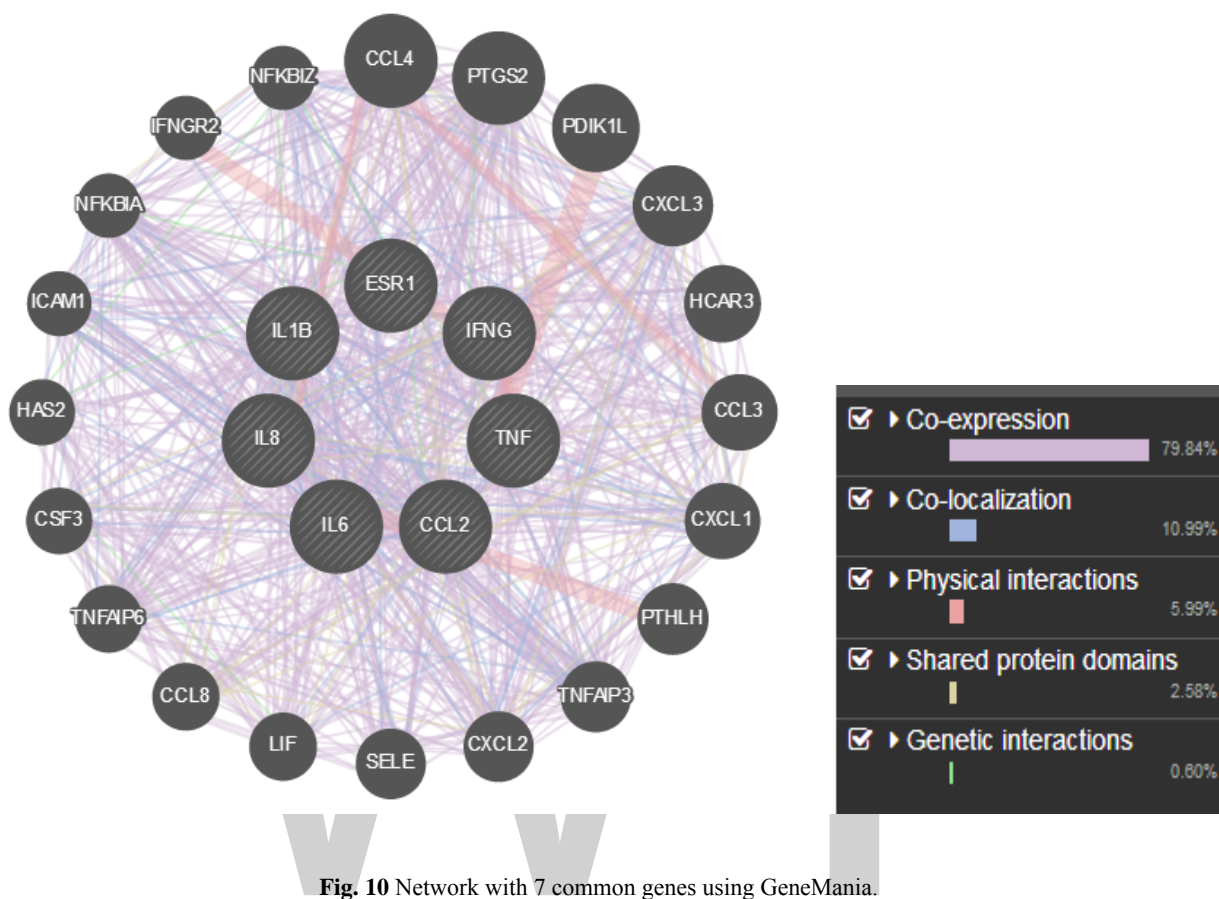 CCL4
PTGS2
NFKBIZ
PDIK1L
IFNGR2
CXCL3
NFKBIA
HCAR3
ICAM1
ESR1
IL1B
IFNG
CCL3
HAS2
IL8
TNF
CXCL1
CSF3
IL6
CCL2
PTHLH
TNFAIP6
TNFAIP3
CCL8
CXCL2
LIF
SELE
Co-expression
79.84%
Co-localization
10.99%
Physical interactions
5.99%
Shared protein domains
2.58%
Genetic interactions
0.60%
Fig. 10 Network with 7 common genes using GeneMania.